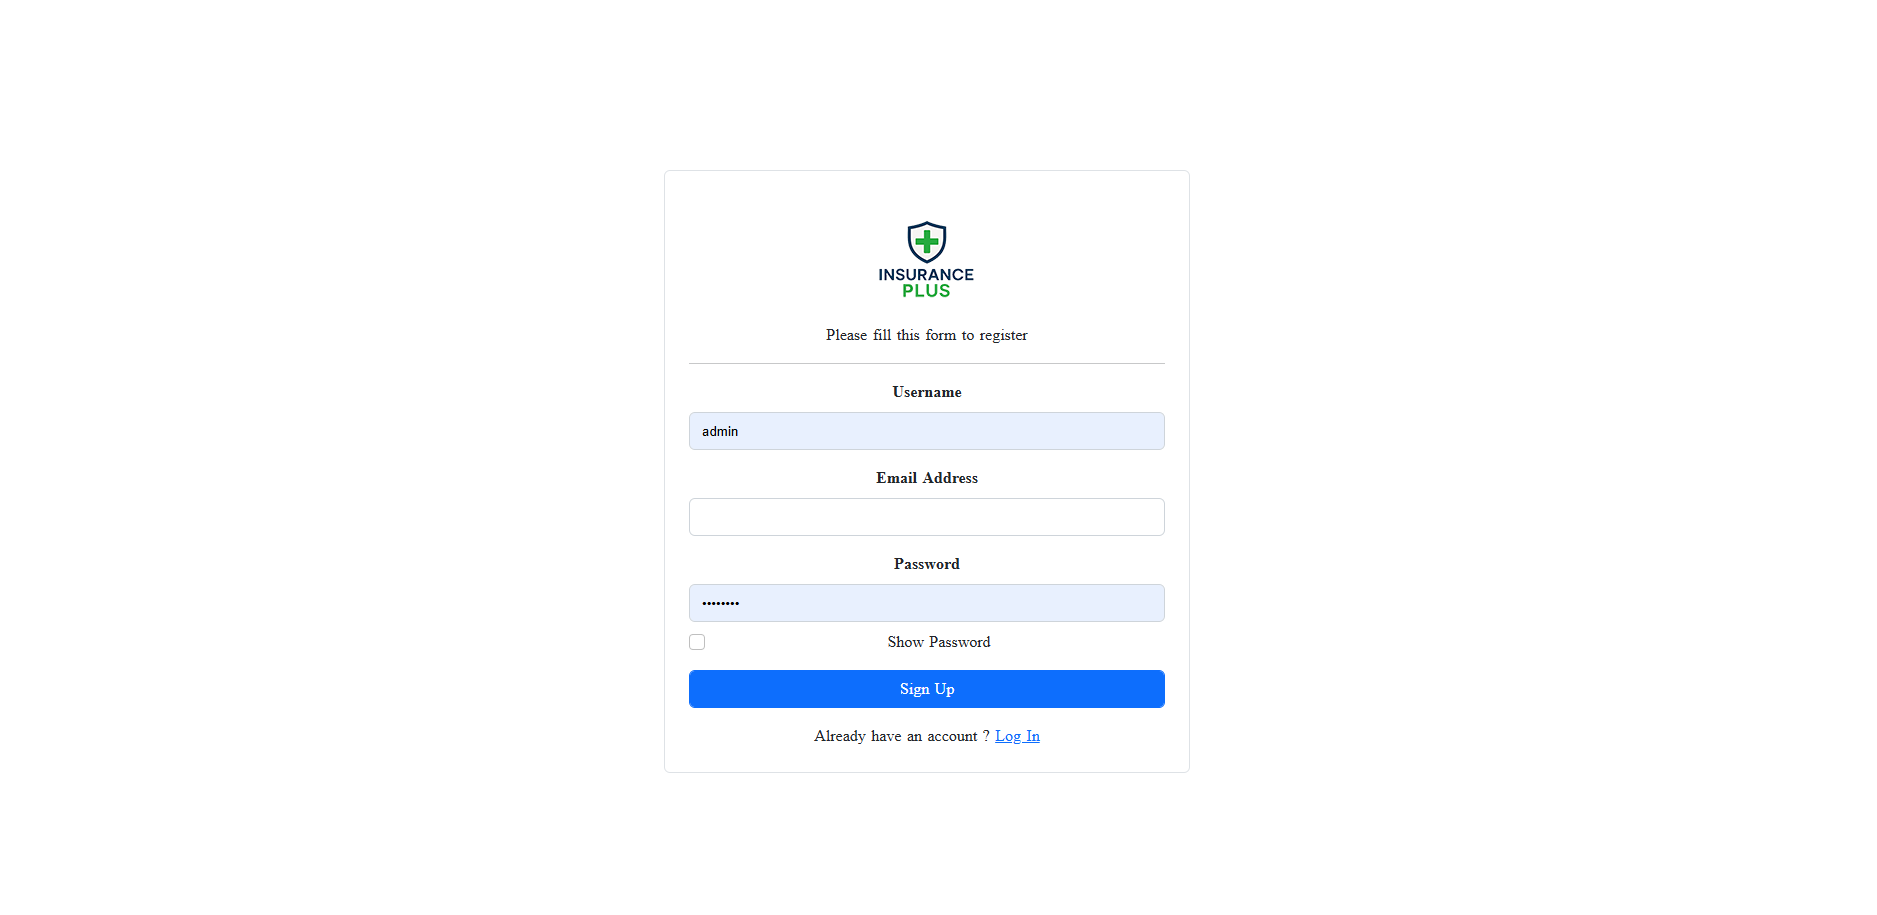 INSURANCE
PLUS
Please fill this form to register
Username
admin
Email Address
Password
••••••••
Show Password
Sign Up
Already have an account ? Log In